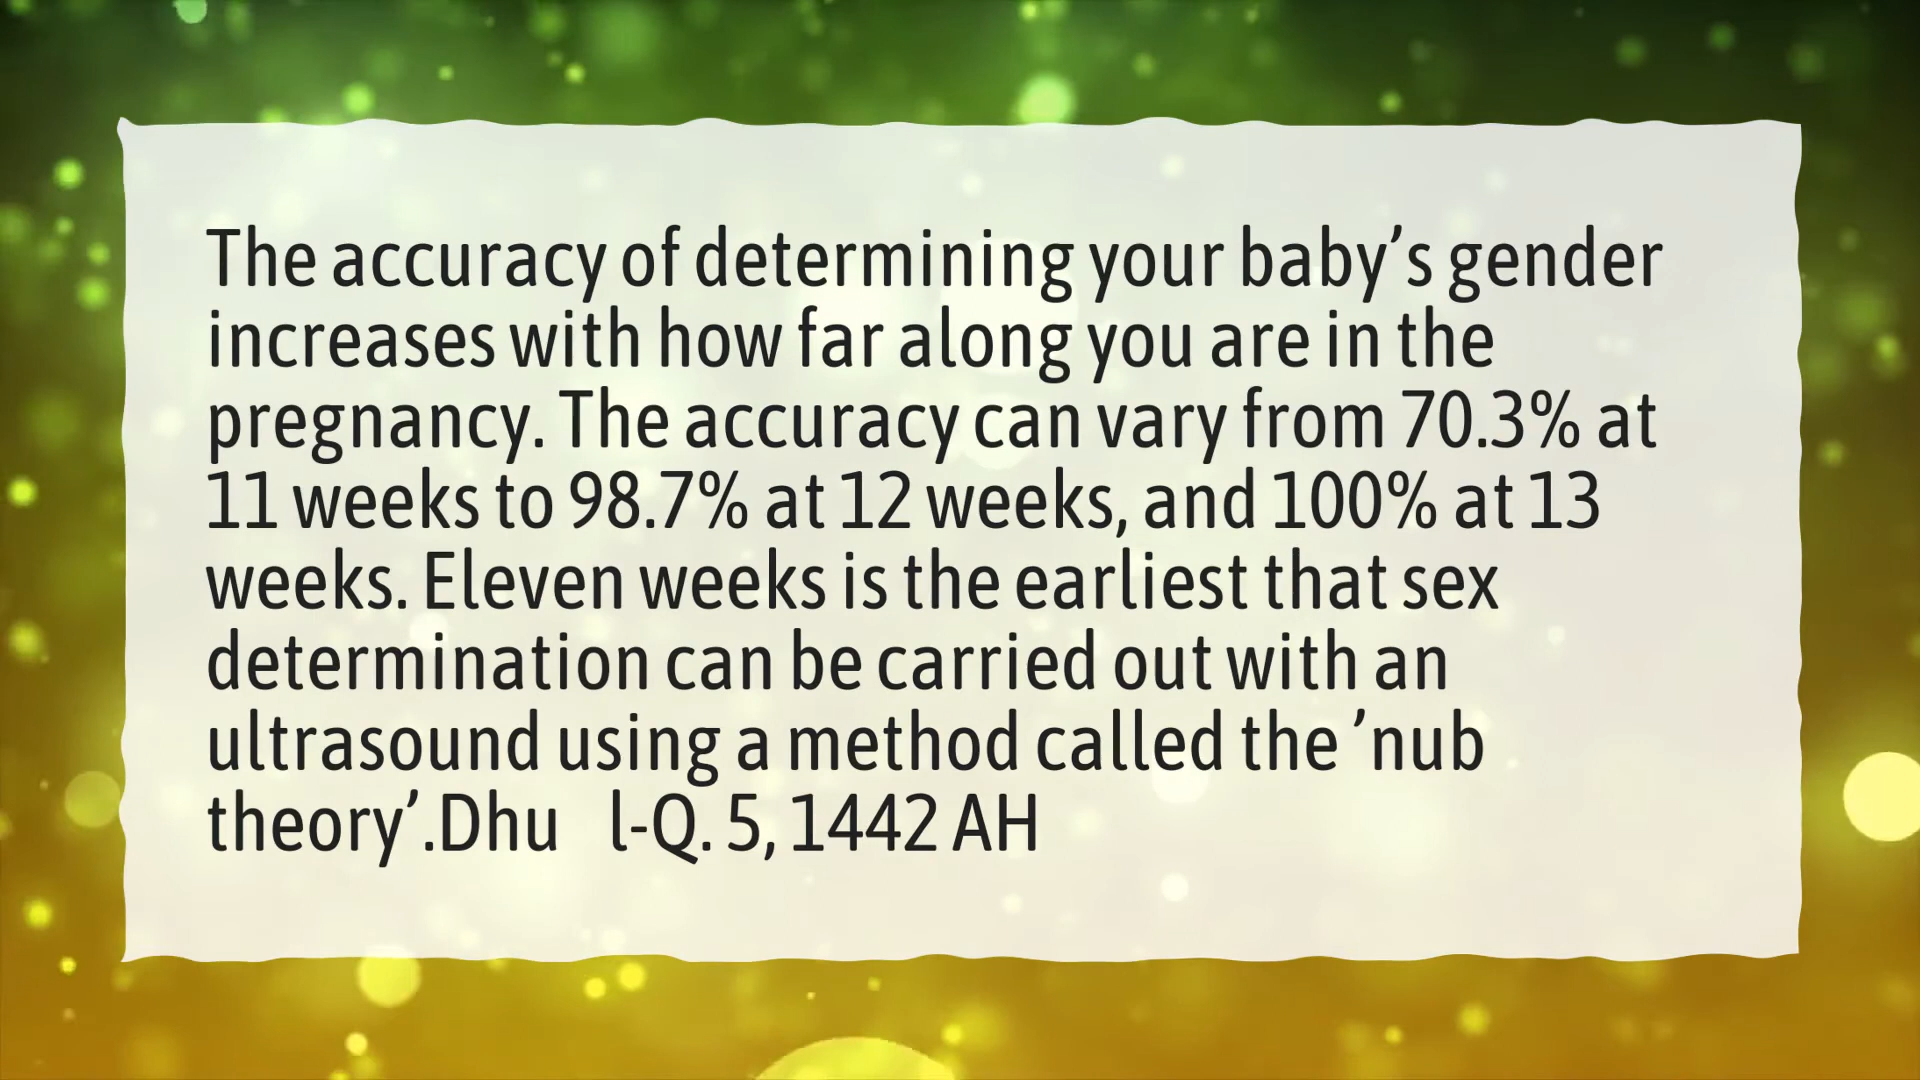 The accuracy of determining your baby’s gender
increases with how far along you are in the
pregnancy. The accuracy can vary from 70.3% at
11 weeks to 98.7% at 12 weeks, and 100% at 13
weeks. Eleven weeks is the earliest that sex
determination can be carried out with an
ultrasound using a method called the ’nub
theory’.Dhu l-Q. 5, 1442 AH